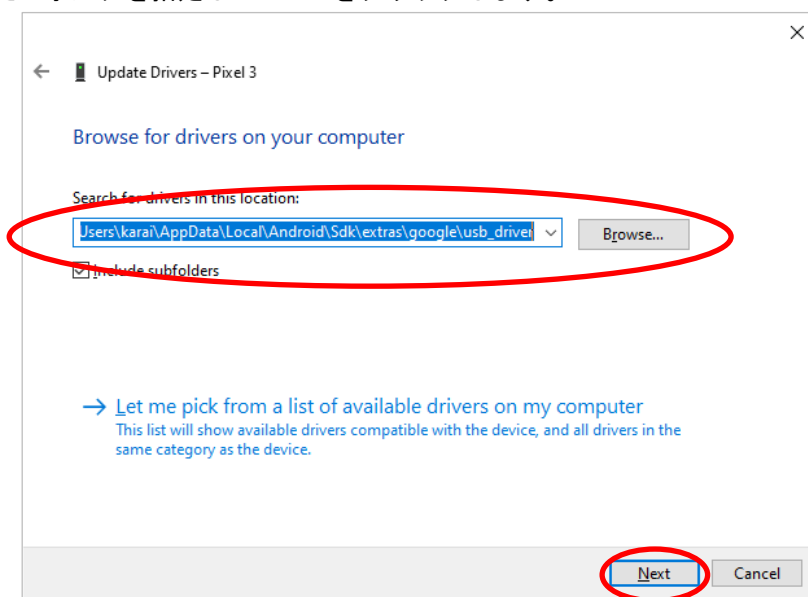 Update Drivers – Pixel 3
Browse for drivers on your computer
Search for drivers in this location:
Users\karai\AppData\Local\Android\Sdk\extras\google\usb_driver
Browse...
Include subfolders
Let me pick from a list of available drivers on my computer
This list will show available drivers compatible with the device, and all drivers in the
same category as the device.
Next
Cancel